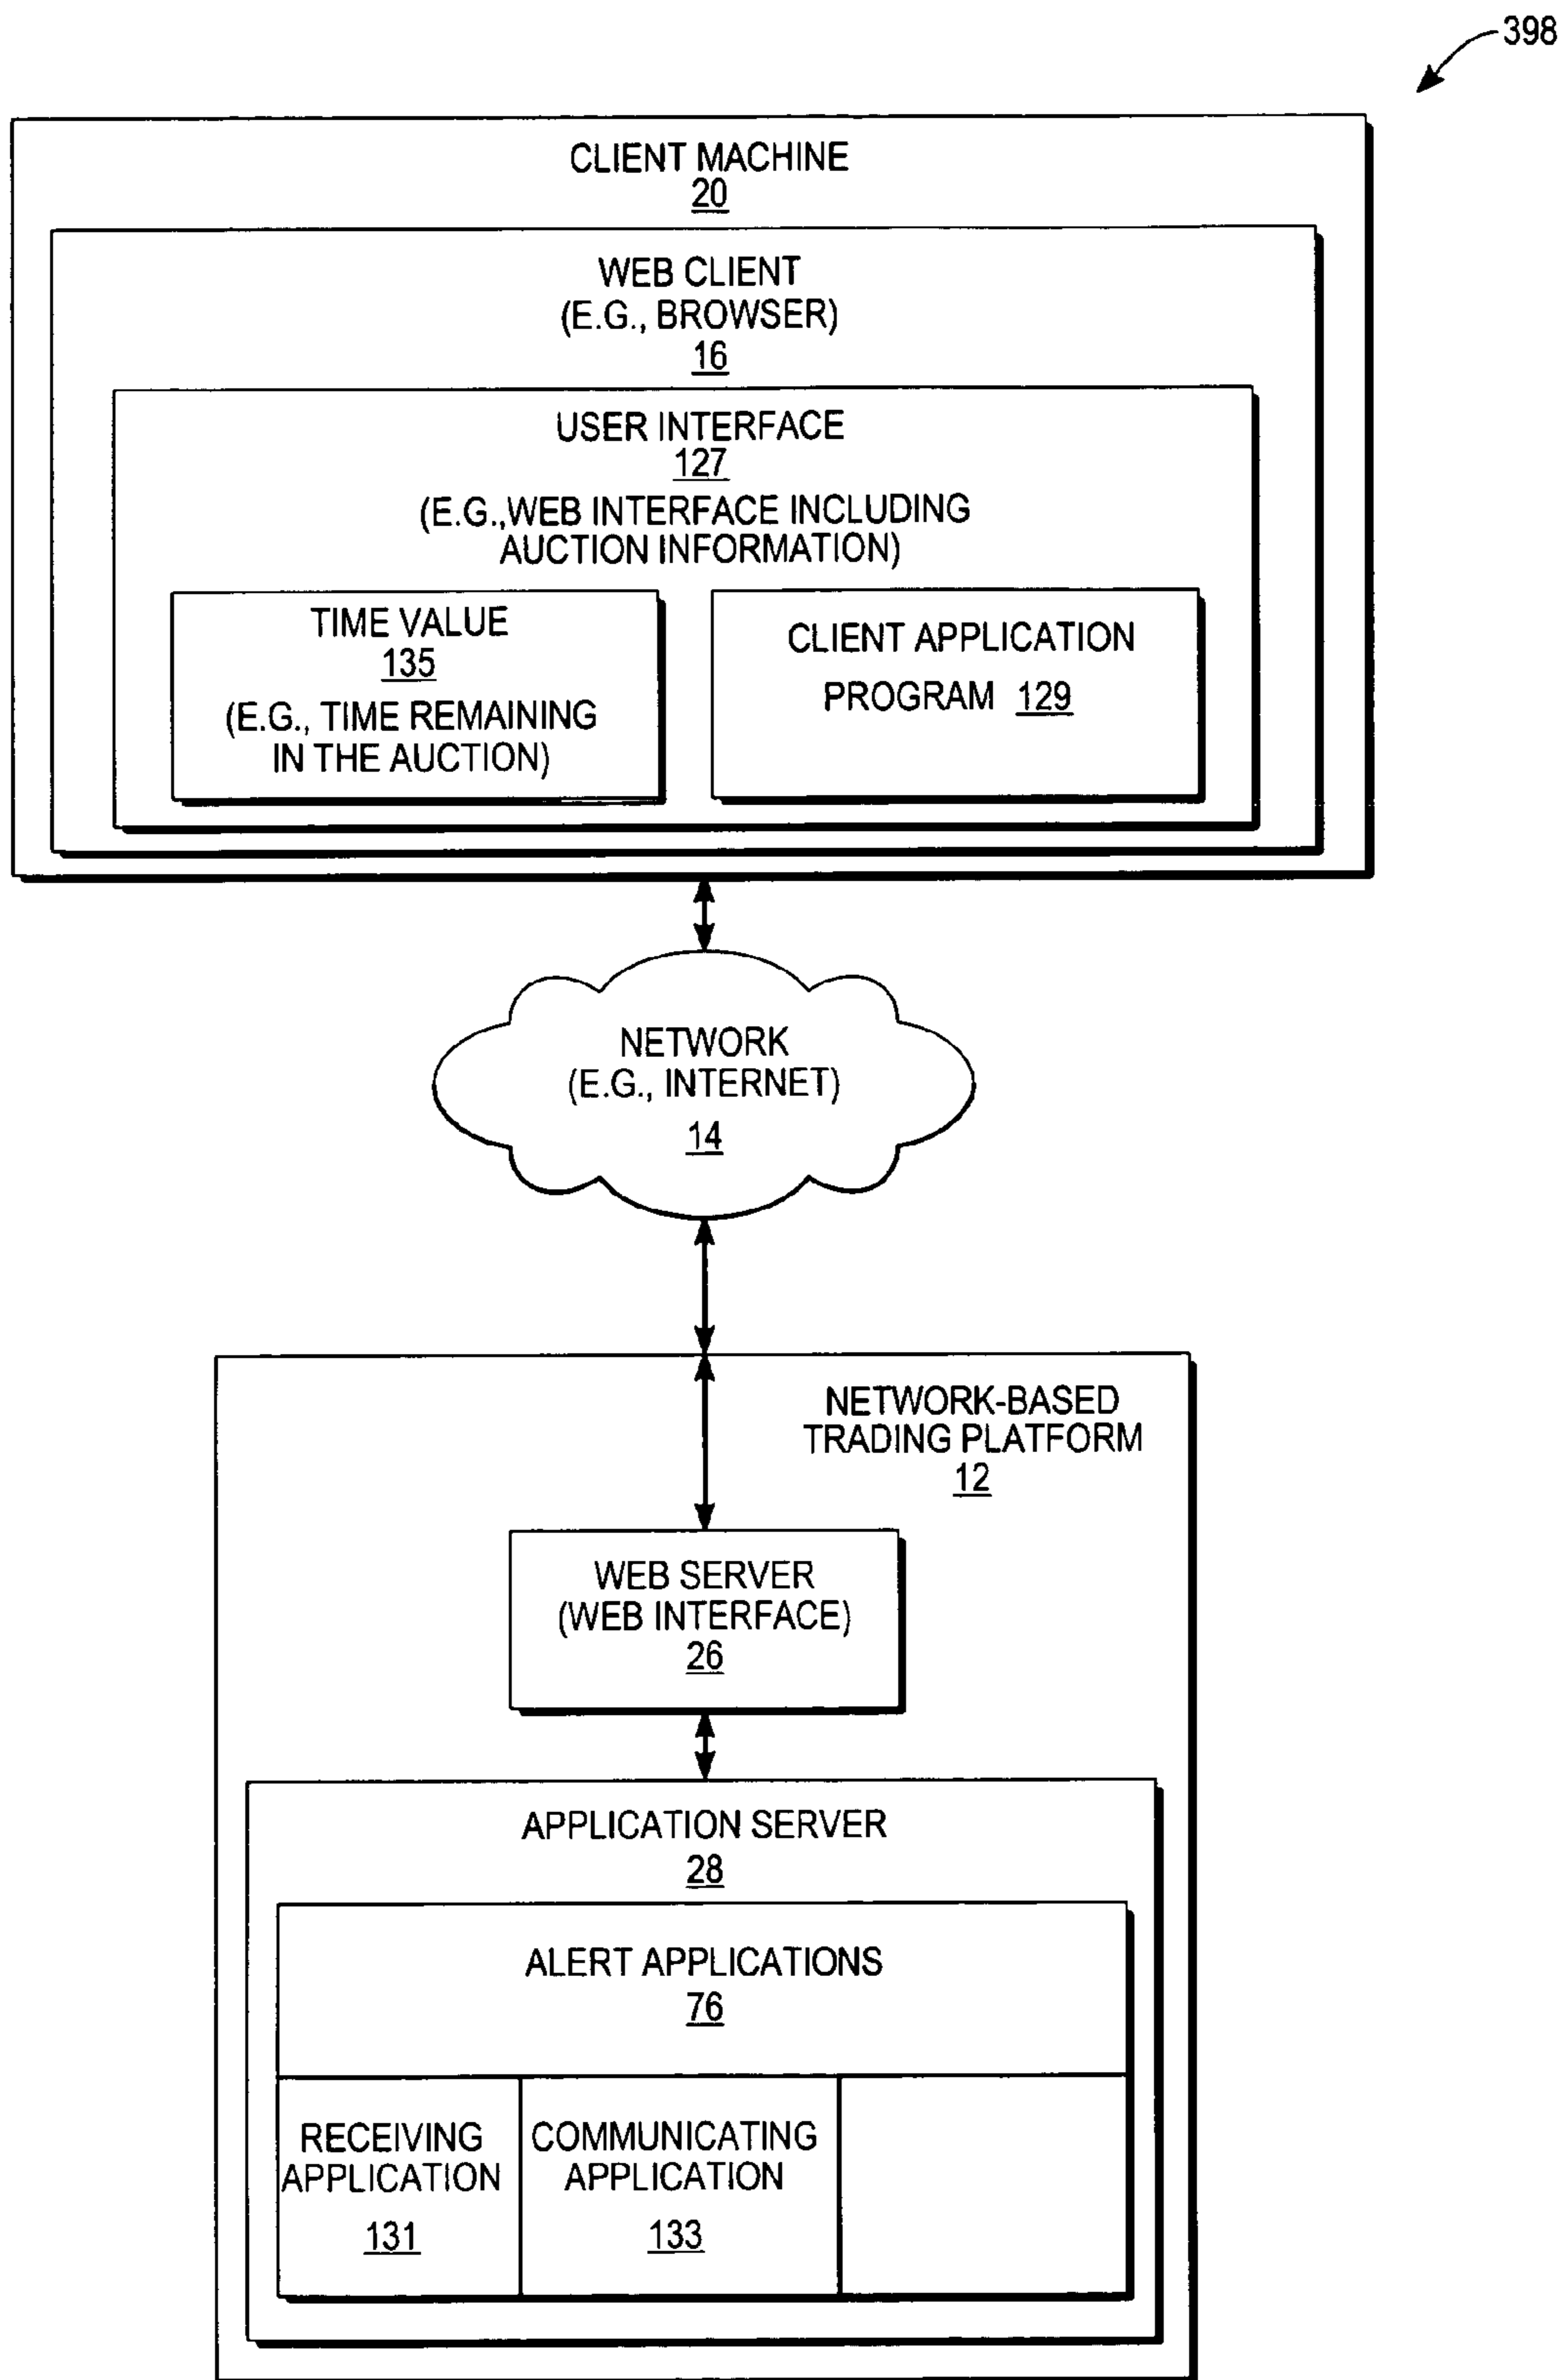 398
CLIENT MACHINE
20
WEB CLIENT
(E.G., BROWSER)
16
USER INTERFACE
127
(E.G.,WEB INTERFACE INCLUDING
AUCTION INFORMATION)
TIME VALUE
135
(E.G., TIME REMAINING
IN THE AUCTION)
CLIENT APPLICATION
PROGRAM 129
NETWORK
(E.G., INTERNET)
14
NETWORK-BASED
TRADING PLATFORM
12
WEB SERVER
(WEB INTERFACE)
26
APPLICATION SERVER
28
ALERT APPLICATIONS
76
RECEIVING
APPLICATION
131
COMMUNICATING
APPLICATION
133